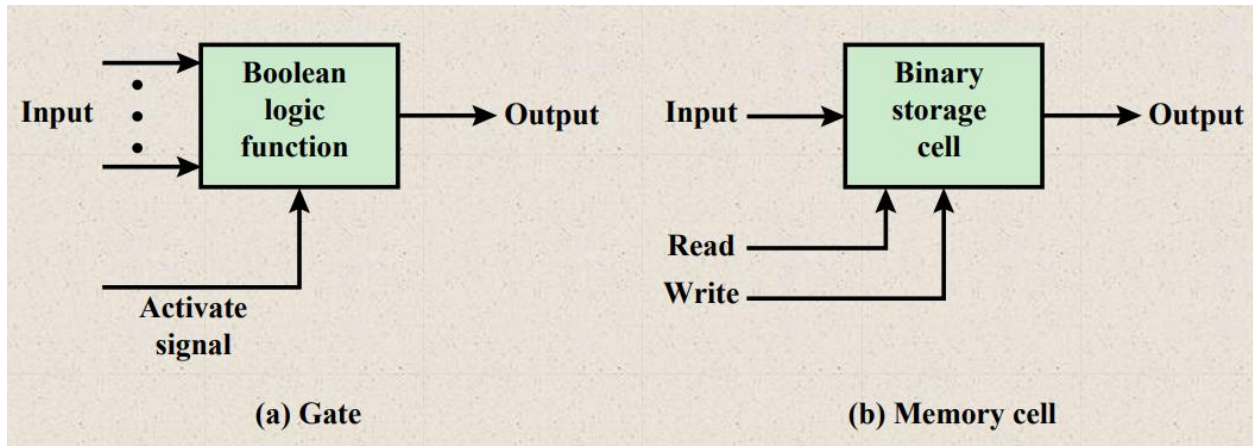 Input
Boolean
logic
function
Output
Activate
signal
(a) Gate
Input
Binary
storage
cell
Output
Read
Write
(b) Memory cell